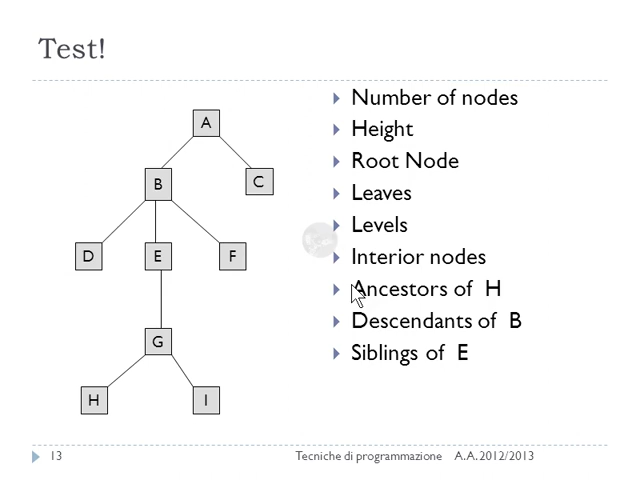 Test!
A
B
C
D
E
F
G
H
I
Number of nodes
Height
Root Node
Leaves
Levels
Interior nodes
Ancestors of H
Descendants of B
Siblings of E
13
Tecniche di programmazione A.A. 2012/2013